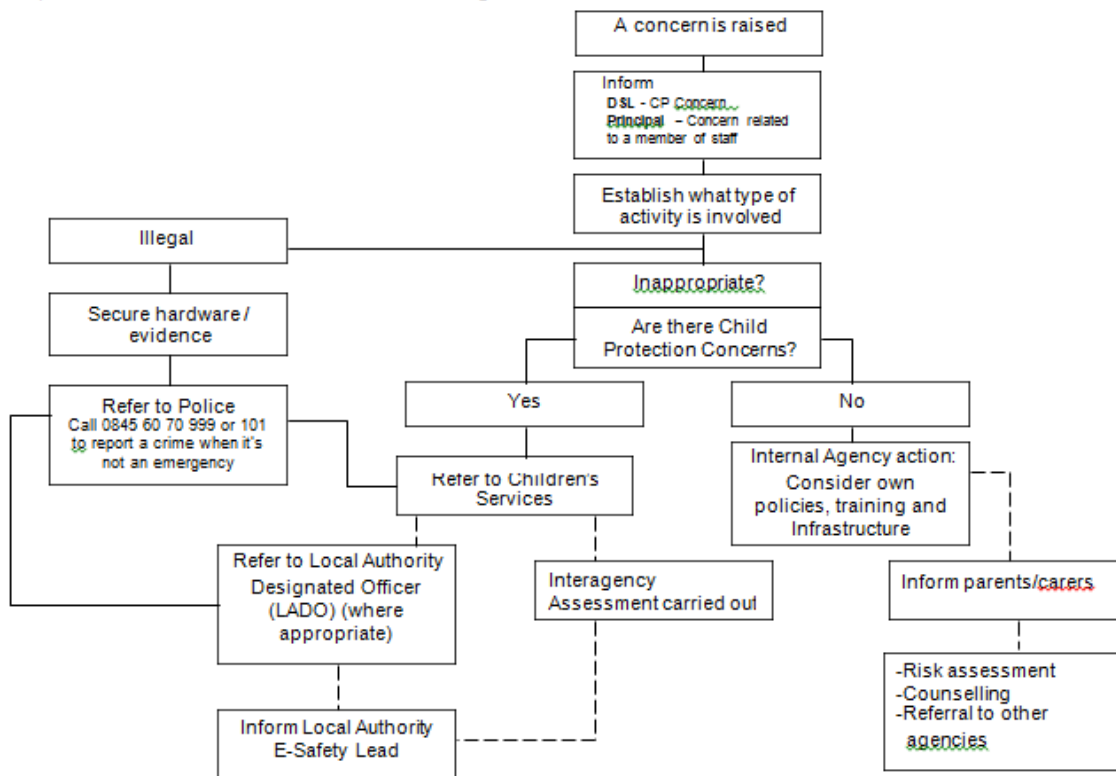 A concern is raised
Inform
DSL - CP Concern
Principal – Concern related
to a member of staff
Establish what type of
activity is involved
Illegal
Inappropriate?
Secure hardware /
evidence
Are there Child
Protection Concerns?
Refer to Police
Call 0845 60 70 999 or 101
to report a crime when it's
not an emergency
Yes
No
Refer to Children's
Services
Internal Agency action:
Consider own
policies, training and
Infrastructure
Refer to Local Authority
Designated Officer
(LADO) (where
appropriate)
Interagency
Assessment carried out
Inform parents/carers
-Risk assessment
-Counselling
-Referral to other
agencies
Inform Local Authority
E-Safety Lead